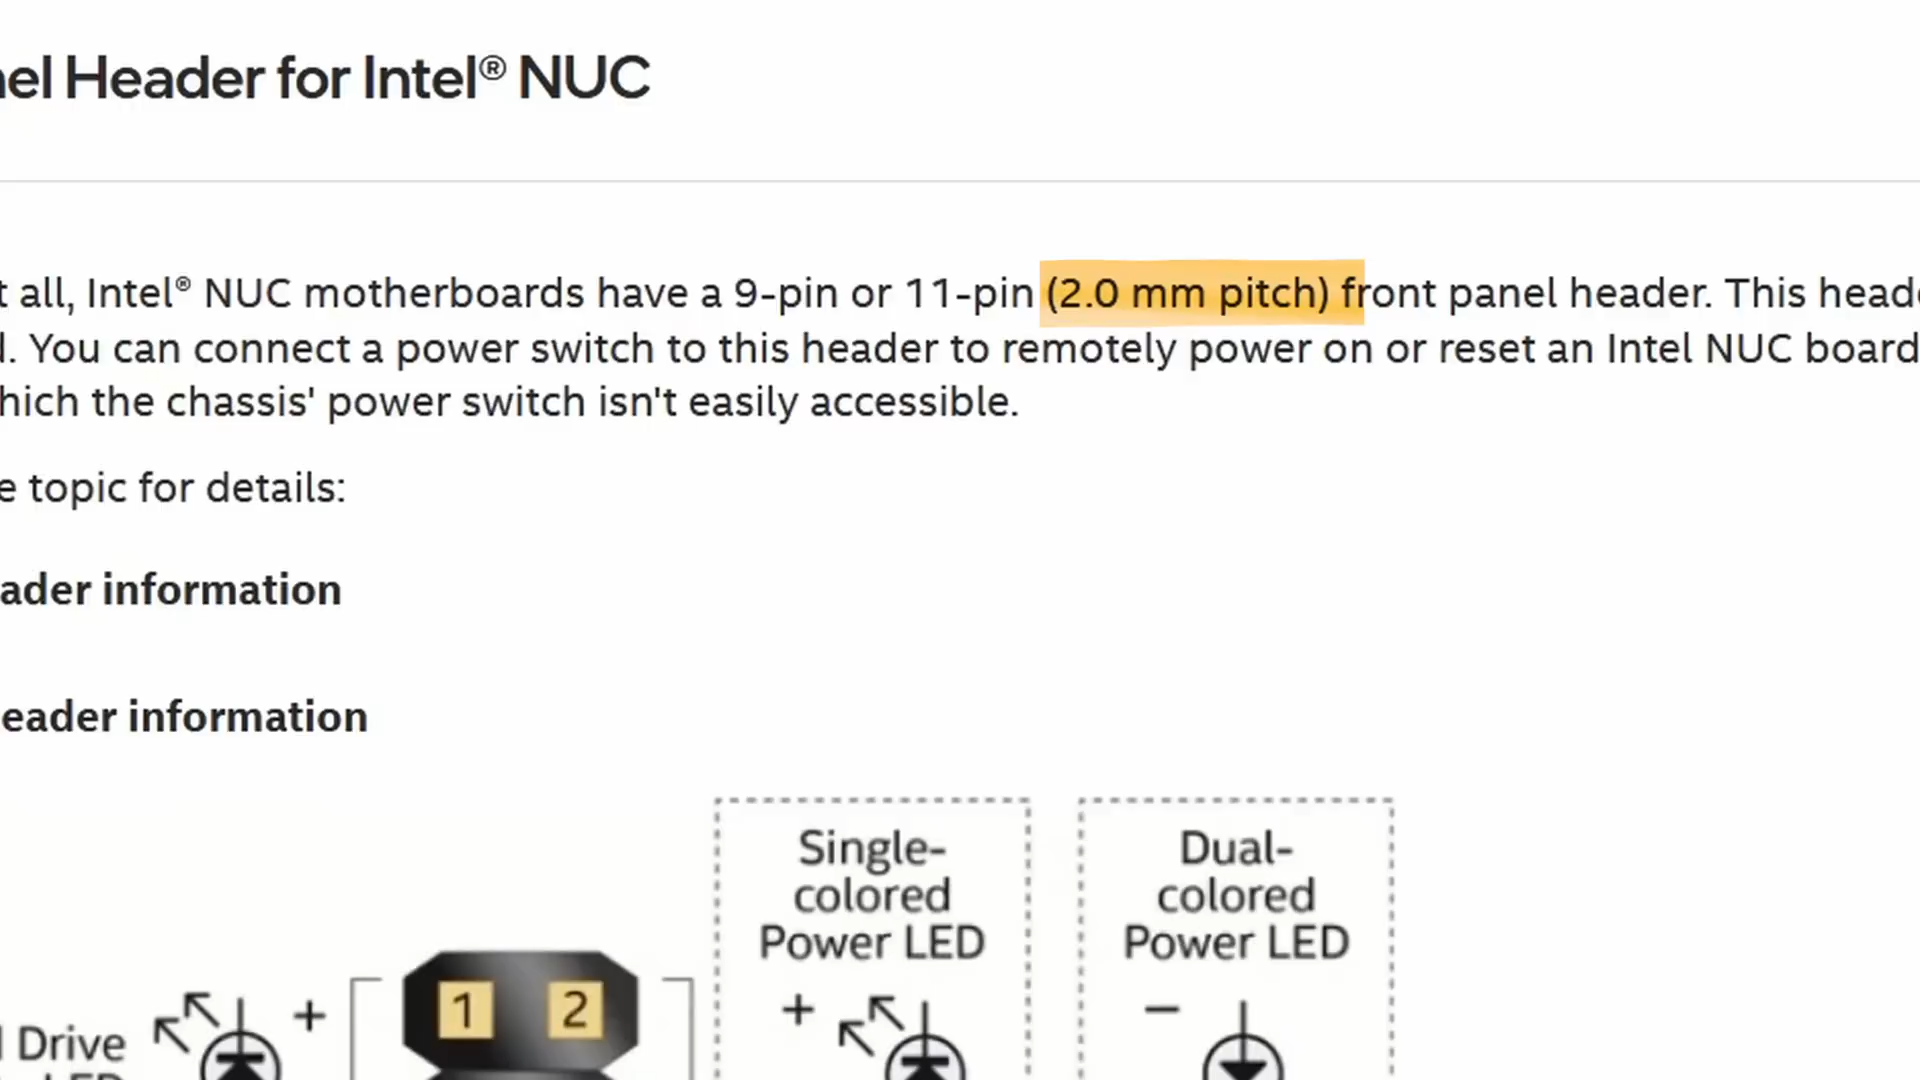 nel Header for Intel® NUC
t all, Intel® NUC motherboards have a 9-pin or 11-pin (2.0 mm pitch) front panel header. This head
d. You can connect a power switch to this header to remotely power on or reset an Intel NUC board
hich the chassis' power switch isn't easily accessible.
e topic for details:
ader information
eader information
Single-
colored
Power LED
Dual-
colored
Power LED
+ 1 2 + −
Drive